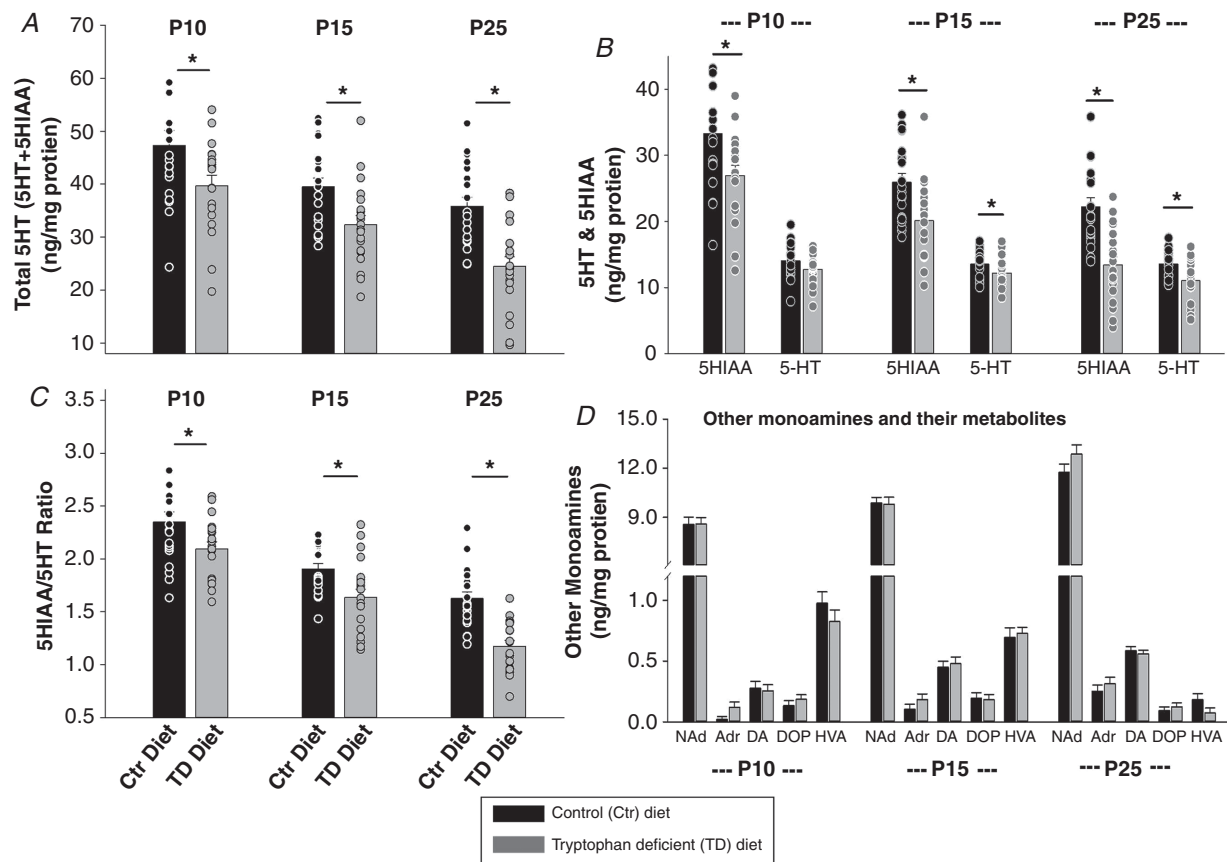 A
P10
P15
P25
Total 5HT (5HT+5HIAA)
(ng/mg protien)
70
60
50
40
30
20
10
*
*
*
B
--- P10 ---
--- P15 ---
--- P25 ---
5HT & 5HIAA
(ng/mg protien)
40
30
20
10
0
*
*
*
*
*
5HIAA
5-HT
5HIAA
5-HT
5HIAA
5-HT
C
P10
P15
P25
5HIAA/5HT Ratio
3.5
3.0
2.5
2.0
1.5
1.0
0.5
*
*
*
Ctr Diet
TD Diet
Ctr Diet
TD Diet
Ctr Diet
TD Diet
D
Other monoamines and their metabolites
Other Monoamines
(ng/mg protien)
15.0
12.0
9.0
1.0
0.5
0.0
NAd Adr DA DOP HVA
NAd Adr DA DOP HVA
NAd Adr DA DOP HVA
--- P10 ---
--- P15 ---
--- P25 ---
Control (Ctr) diet
Tryptophan deficient (TD) diet